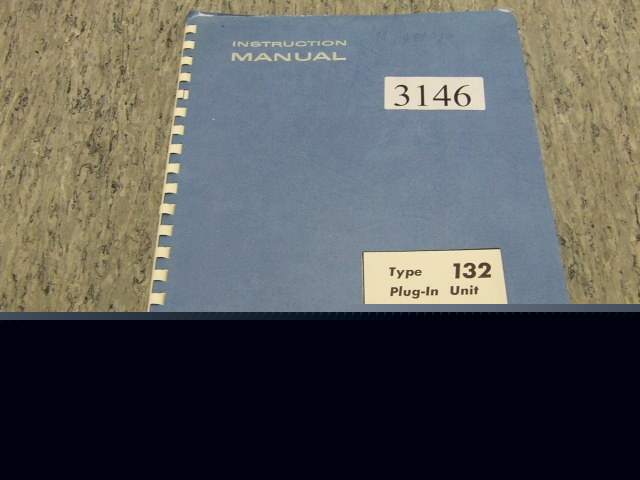 INSTRUCTION
MANUAL
3146
Type 132
Plug-In Unit